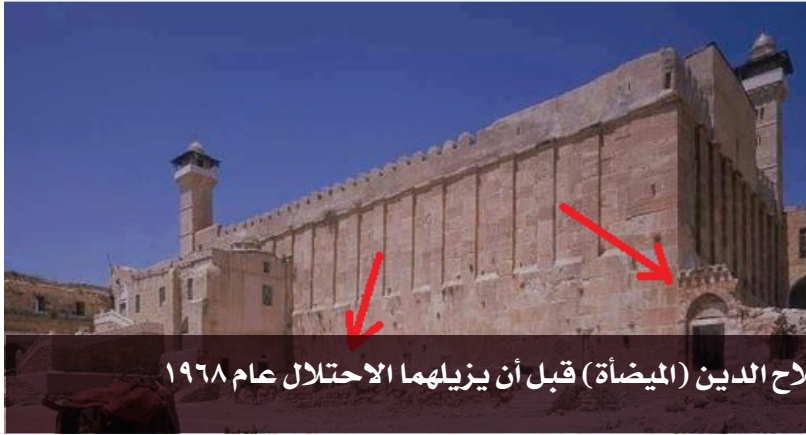 لاح الدين (الميضأة) قبل أن يزيلهما الاحتلال عام ١٩٦٨